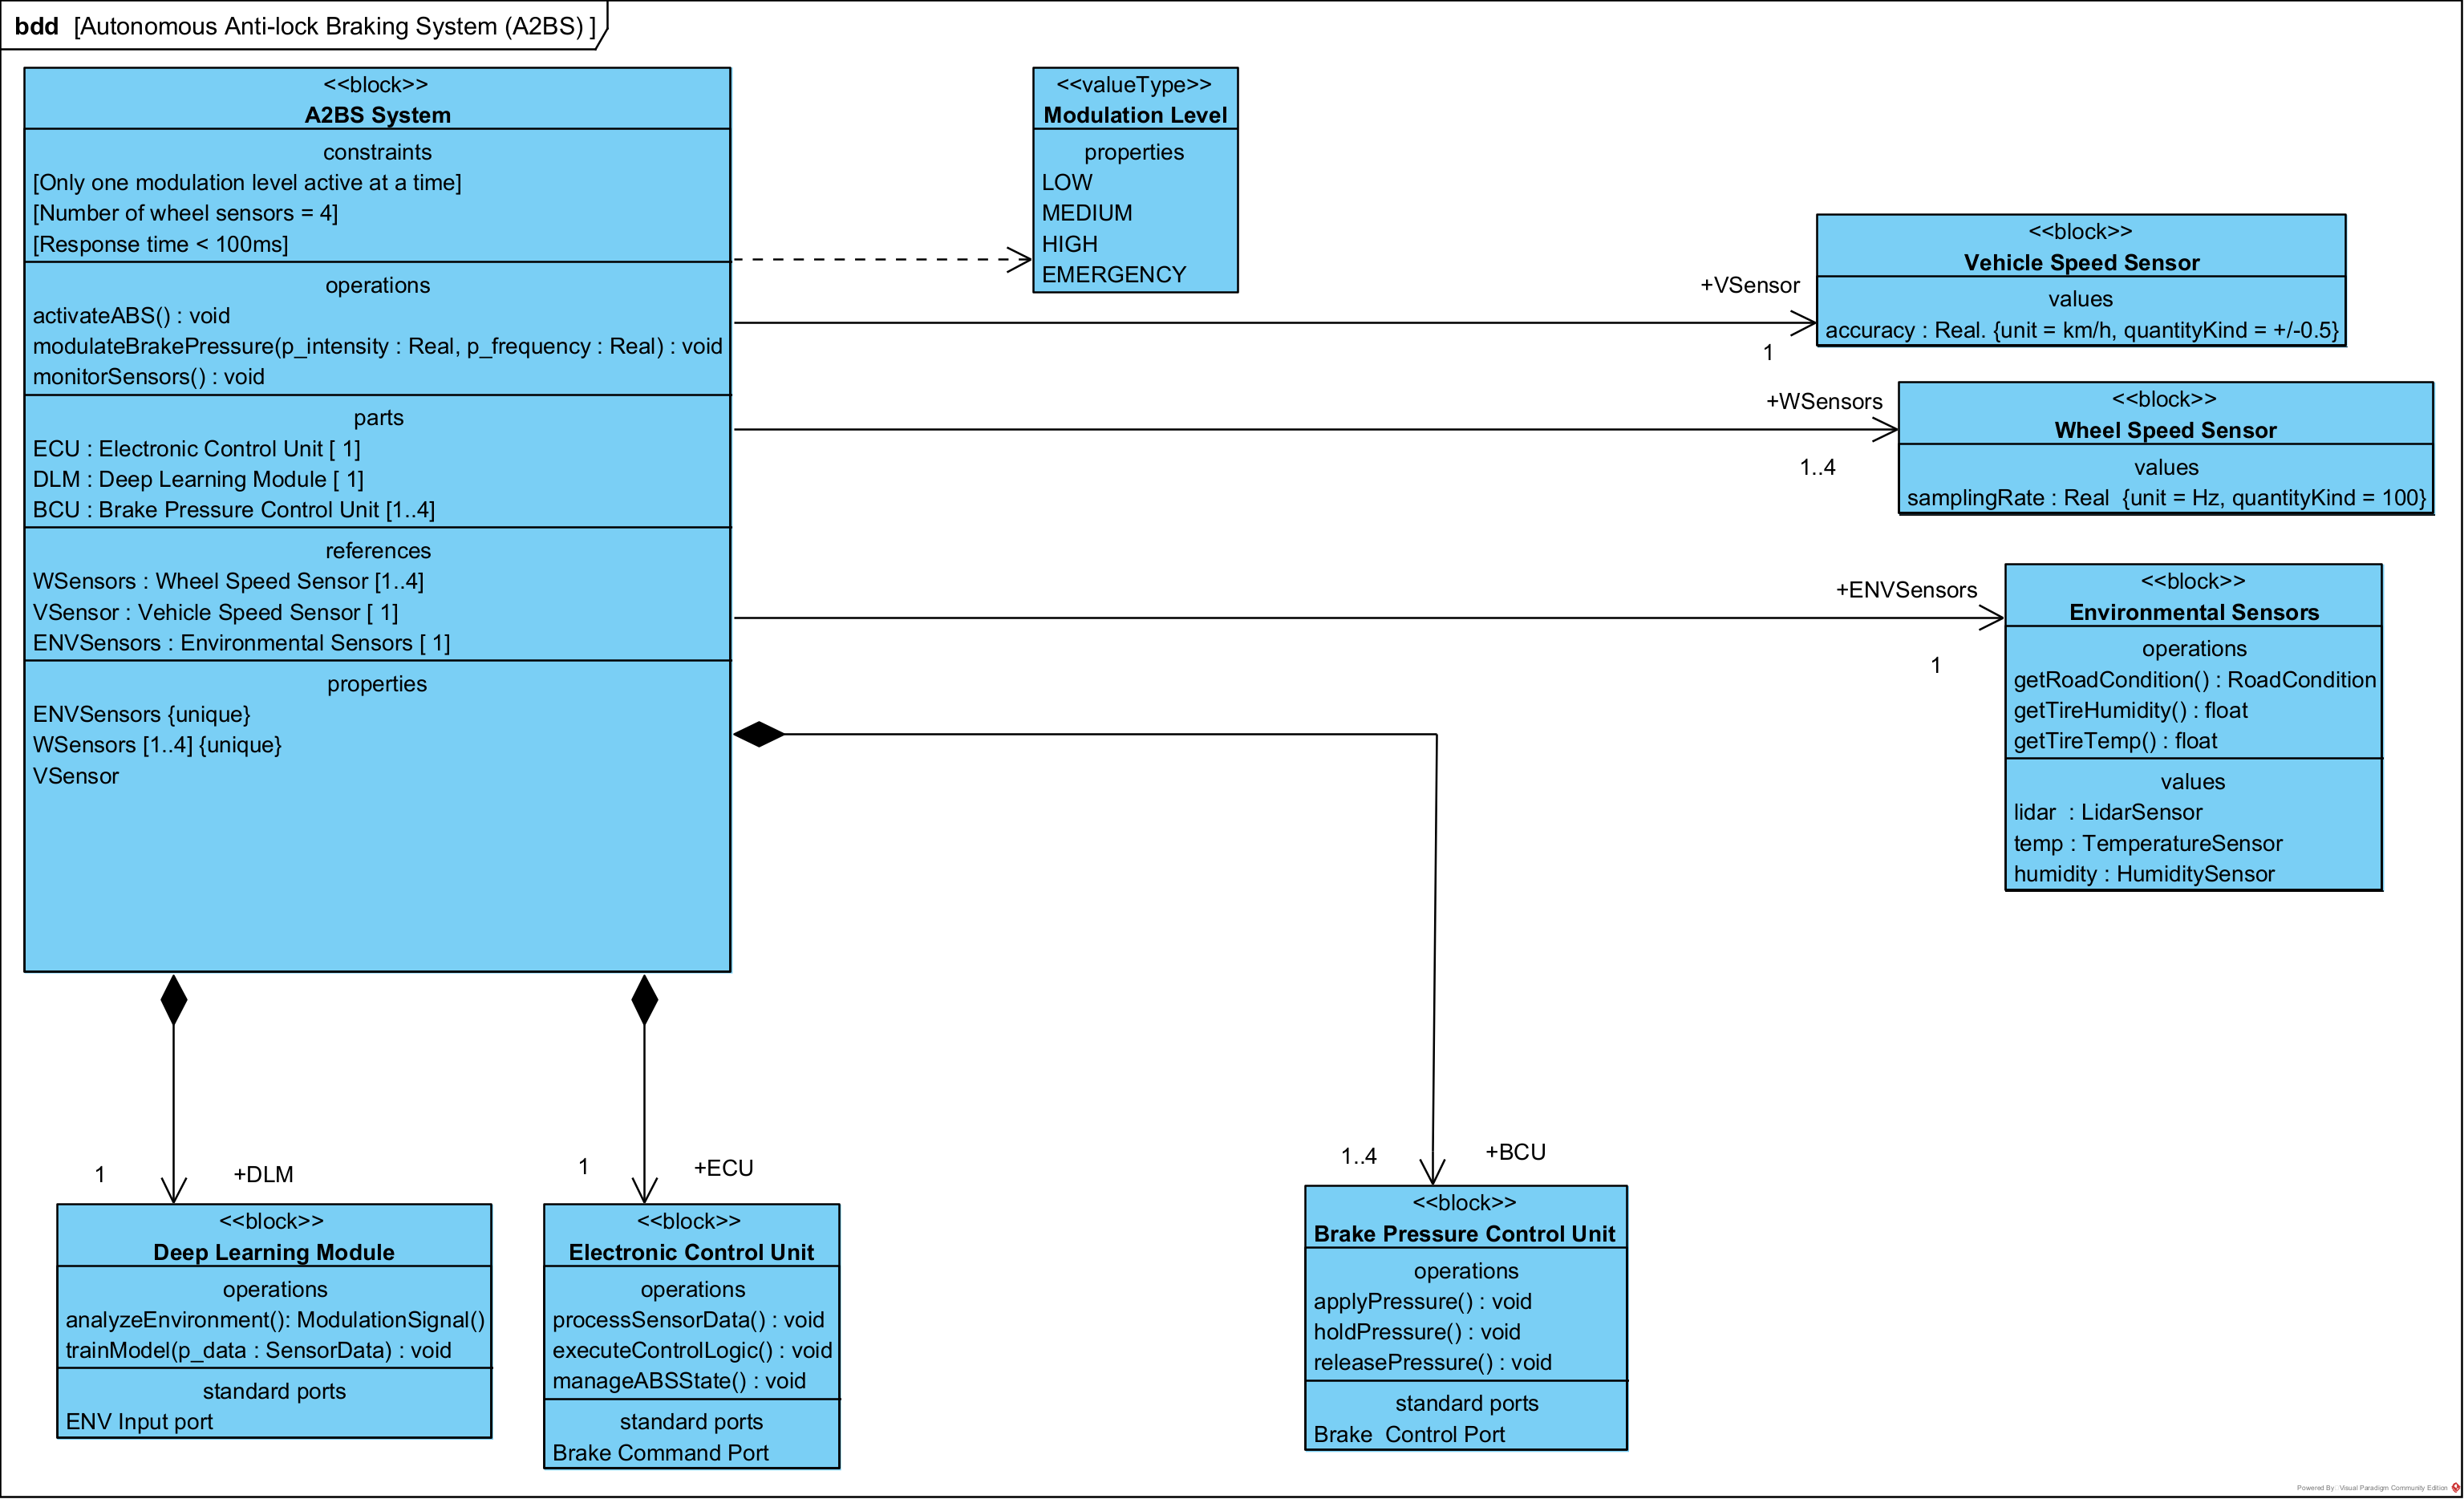 bdd [Autonomous Anti-lock Braking System (A2BS) ]
<<block>>
A2BS System
constraints
[Only one modulation level active at a time]
[Number of wheel sensors = 4]
[Response time < 100ms]
operations
activateABS() : void
modulateBrakePressure(p_intensity : Real, p_frequency : Real) : void
monitorSensors() : void
parts
ECU : Electronic Control Unit [ 1]
DLM : Deep Learning Module [ 1]
BCU : Brake Pressure Control Unit [1..4]
references
WSensors : Wheel Speed Sensor [1..4]
VSensor : Vehicle Speed Sensor [ 1]
ENVSensors : Environmental Sensors [ 1]
properties
ENVSensors {unique}
WSensors [1..4] {unique}
VSensor
<<valueType>>
Modulation Level
properties
LOW
MEDIUM
HIGH
EMERGENCY
+VSensor
1
<<block>>
Vehicle Speed Sensor
values
accuracy : Real. {unit = km/h, quantityKind = +/-0.5}
+WSensors
1..4
<<block>>
Wheel Speed Sensor
values
samplingRate : Real  {unit = Hz, quantityKind = 100}
+ENVSensors
1
<<block>>
Environmental Sensors
operations
getRoadCondition() : RoadCondition
getTireHumidity() : float
getTireTemp() : float
values
lidar  : LidarSensor
temp : TemperatureSensor
humidity : HumiditySensor
1
+DLM
<<block>>
Deep Learning Module
operations
analyzeEnvironment(): ModulationSignal()
trainModel(p_data : SensorData) : void
standard ports
ENV Input port
1
+ECU
<<block>>
Electronic Control Unit
operations
processSensorData() : void
executeControlLogic() : void
manageABSState() : void
standard ports
Brake Command Port
1..4
+BCU
<<block>>
Brake Pressure Control Unit
operations
applyPressure() : void
holdPressure() : void
releasePressure() : void
standard ports
Brake  Control Port
Powered By  Visual Paradigm Community Edition